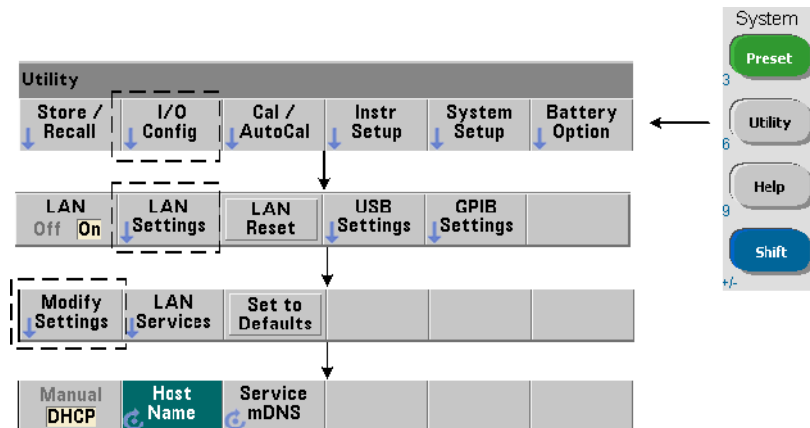 System
Preset
3
Utility
6
Help
9
Shift
+/-
Utility
Store / Recall
I/O Config
Cal / AutoCal
Instr Setup
System Setup
Battery Option
LAN Off On
LAN Settings
LAN Reset
USB Settings
GPIB Settings
Modify Settings
LAN Services
Set to Defaults
Manual DHCP
Host Name
Service mDNS